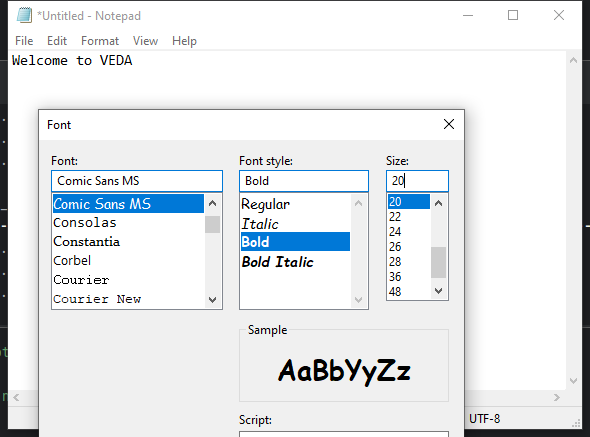 *Untitled - Notepad
File Edit Format View Help
Welcome to VEDA
Font
Font: Font style: Size:
Comic Sans MS Bold 20
Comic Sans MS Regular 20
Consolas Italic 22
Constantia Bold 24
Corbel Bold Italic 26
Courier 28
Courier New 36
48
Sample
AaBbYyZz
Script:
UTF-8